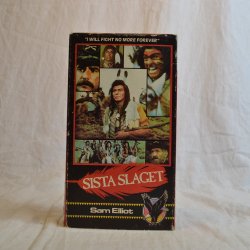 "I WILL FIGHT NO MORE FOREVER"
SISTA SLAGET
Sam Elliot